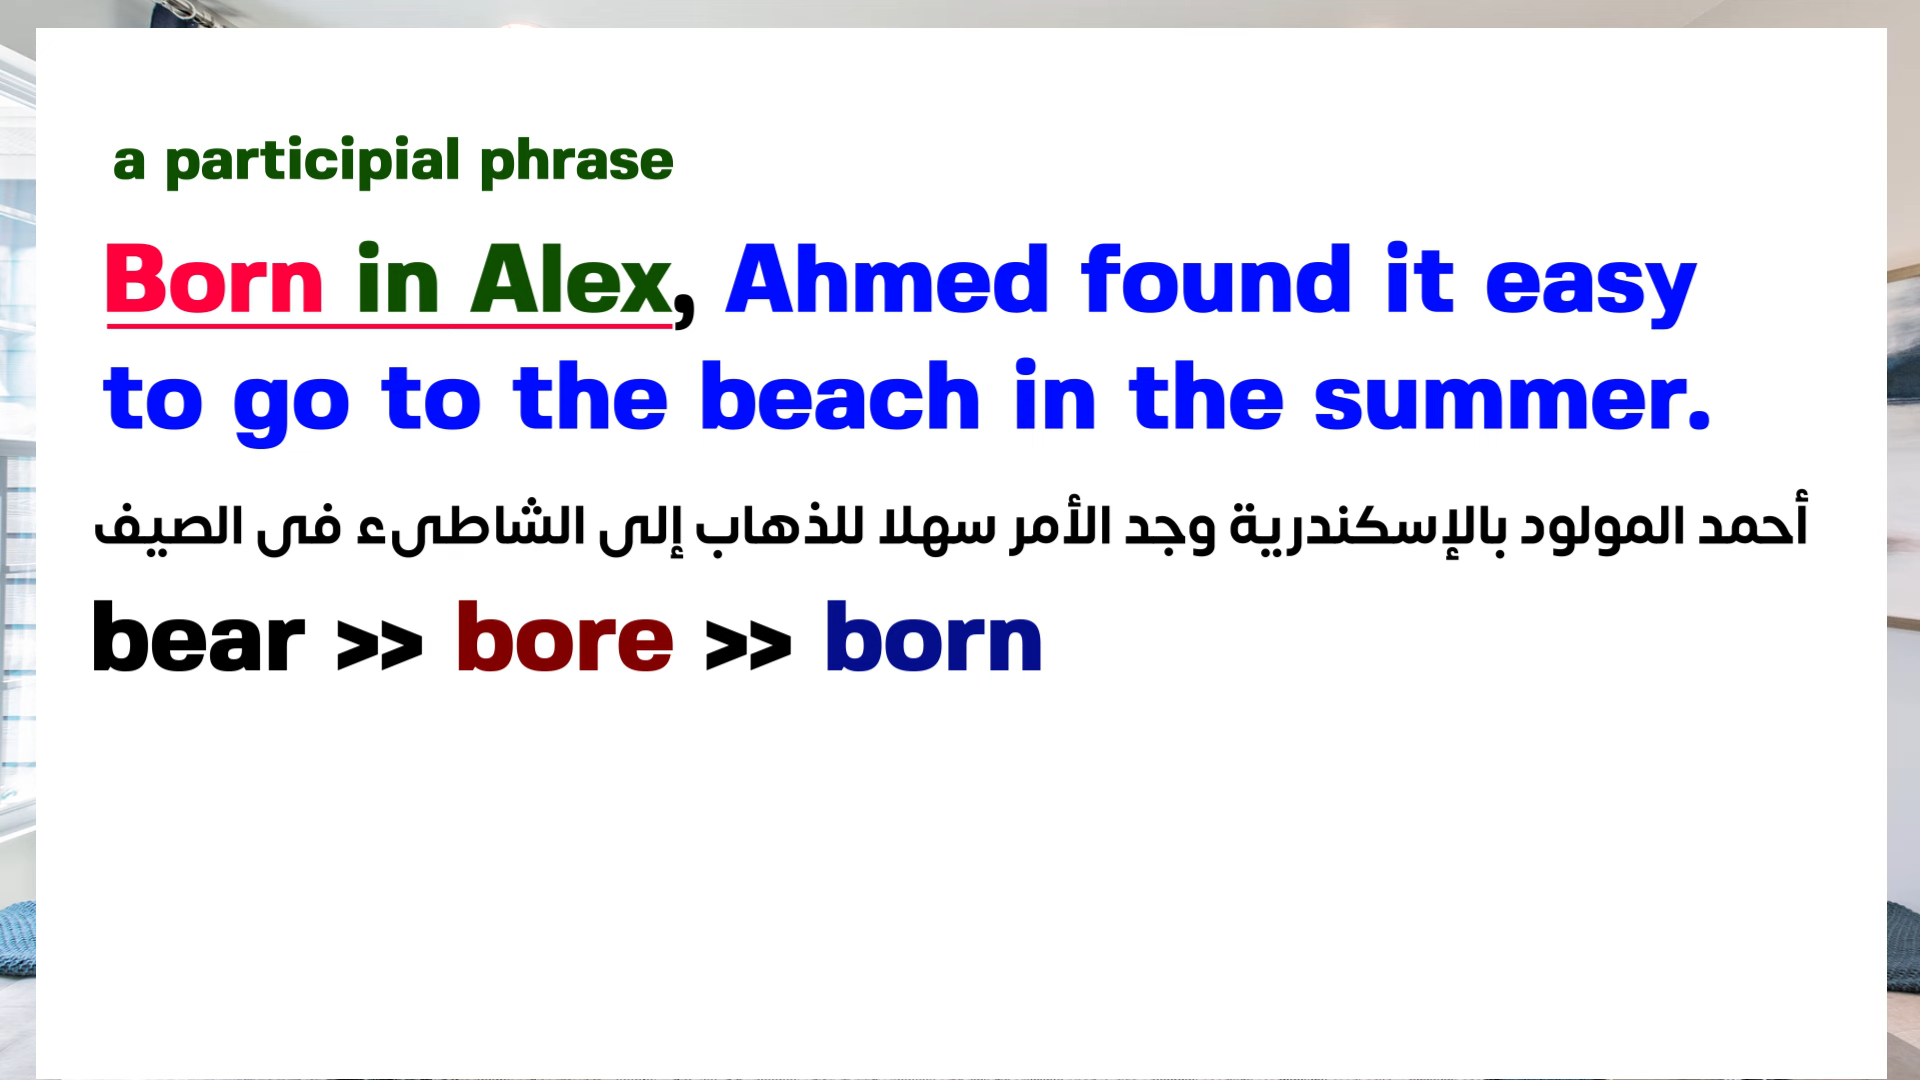 a participial phrase
Born in Alex, Ahmed found it easy
to go to the beach in the summer.
أحمد المولود بالإسكندرية وجد الأمر سهلا للذهاب إلى الشاطىء فى الصيف
bear >> bore >> born